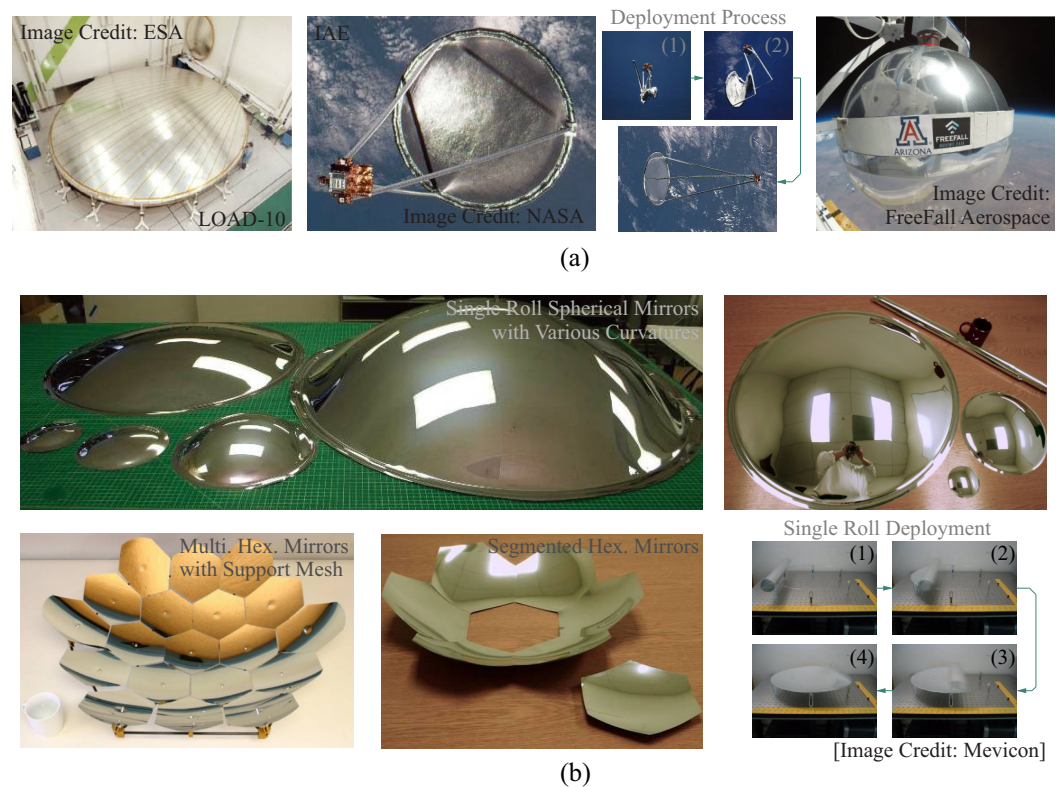 Image Credit: ESA
LOAD-10
IAE
Image Credit: NASA
Deployment Process
(1)
(2)
A
ARIZONA
FREEFALL
Image Credit:
FreeFall Aerospace
(a)
Single Roll Spherical Mirrors
with Various Curvatures
Multi. Hex. Mirrors
with Support Mesh
Segmented Hex. Mirrors
Single Roll Deployment
(1)
(2)
(4)
(3)
[Image Credit: Mevicon]
(b)